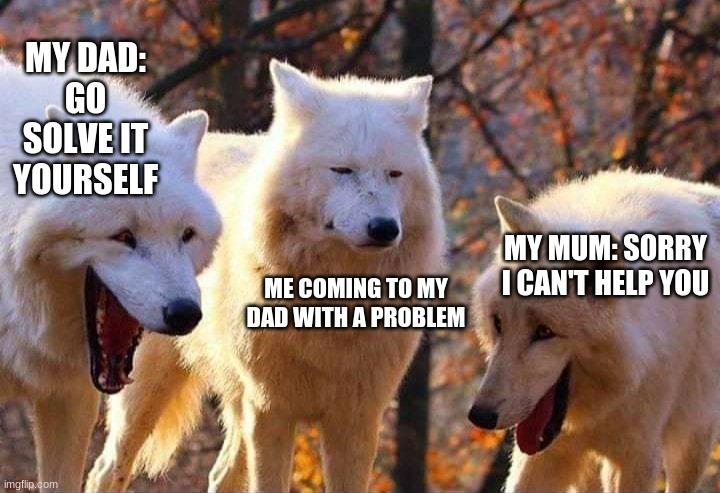 MY DAD:
GO
SOLVE IT
YOURSELF
ME COMING TO MY
DAD WITH A PROBLEM
MY MUM: SORRY
I CAN'T HELP YOU
imgflip.com